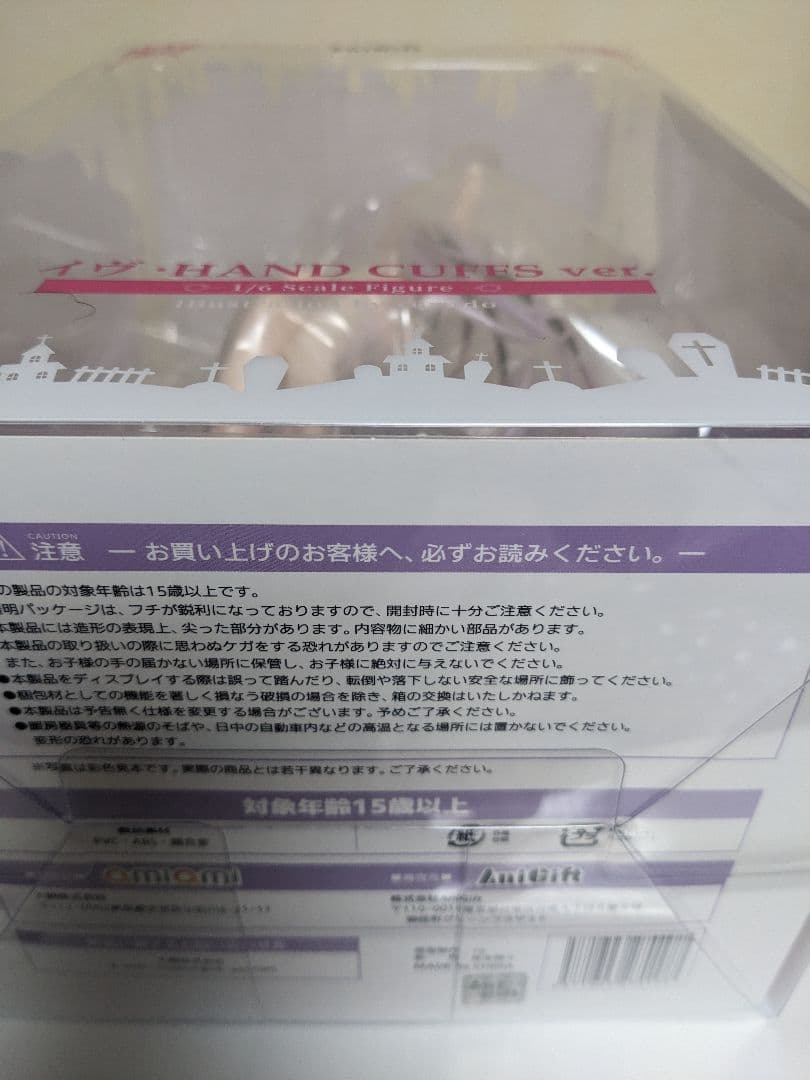 イヴ・HAND CUFFS ver.
1/6 Scale Figure
CAUTION
注意 ― お買い上げのお客様へ、必ずお読みください。―
の製品の対象年齢は15歳以上です。
明パッケージは、フチが鋭利になっておりますので、開封時に十分ご注意ください。
本製品には造形の表現上、尖った部分があります。内容物に細かい部品があります。
本製品の取り扱いの際に思わぬケガをする恐れがありますのでご注意ください。
また、お子様の手の届かない場所に保管し、お子様に絶対に与えないでください。
●本製品をディスプレイする際は誤って踏んだり、転倒や落下しない安全な場所に飾ってください。
●梱包材としての機能を著しく損なう破損の場合を除き、箱の交換はいたしかねます。
●本製品は予告無く仕様を変更する場合がございます。予めご了承ください。
●暖房器具等の熱源のそばや、日中の自動車内などの高温となる場所には置かないでください。
変形の恐れがあります。
※写真は彩色見本です。実際の商品とは若干異なります。ご了承ください。
対象年齢15歳以上
紙 プラ
AmiAmi AniGift
MADE IN CHINA